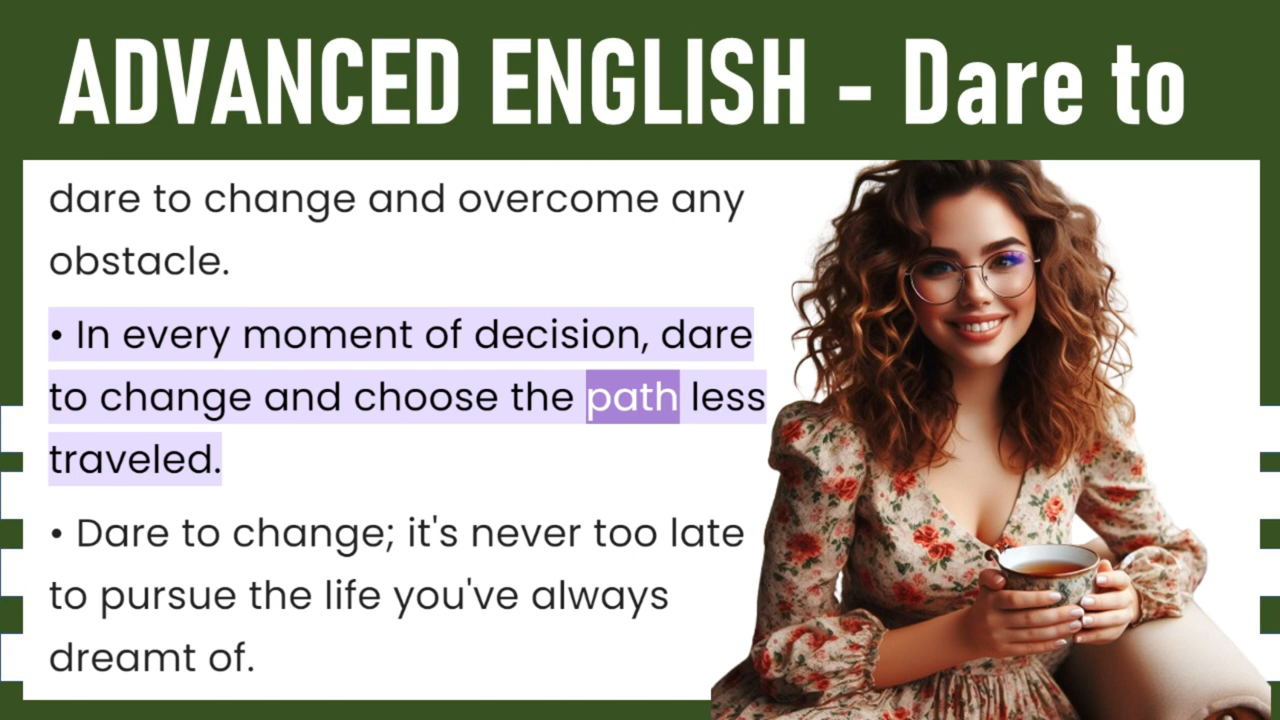 ADVANCED ENGLISH - Dare to
dare to change and overcome any
obstacle.
• In every moment of decision, dare
to change and choose the path less
traveled.
• Dare to change; it's never too late
to pursue the life you've always
dreamt of.